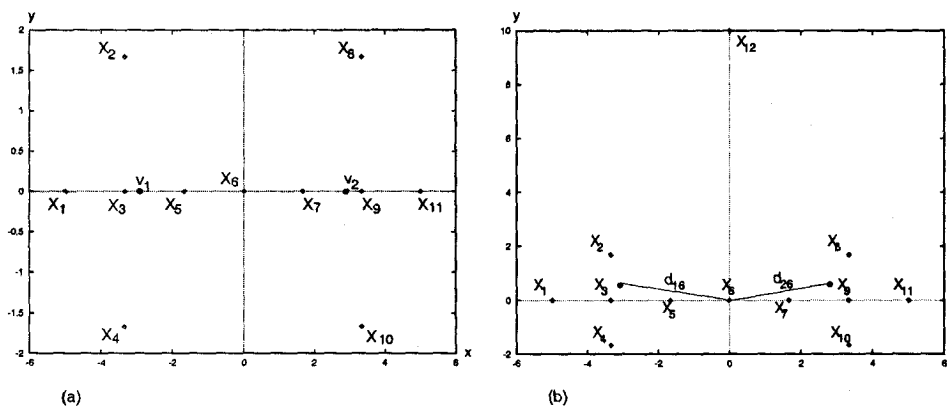 y
2
1.5
1
0.5
0
-0.5
-1
-1.5
-2
-6 -4 -2 0 2 4 6 x
X2 X8
v1 X6 v2
X1 X3 X5 X7 X9 X11
X4 X10
(a)
y
10
8
6
4
2
0
-2
-6 -4 -2 0 2 4 6
X12
X2 X8
d16 d26
X1 X3 X6 X9 X11
X5 X7
X4 X10
(b)